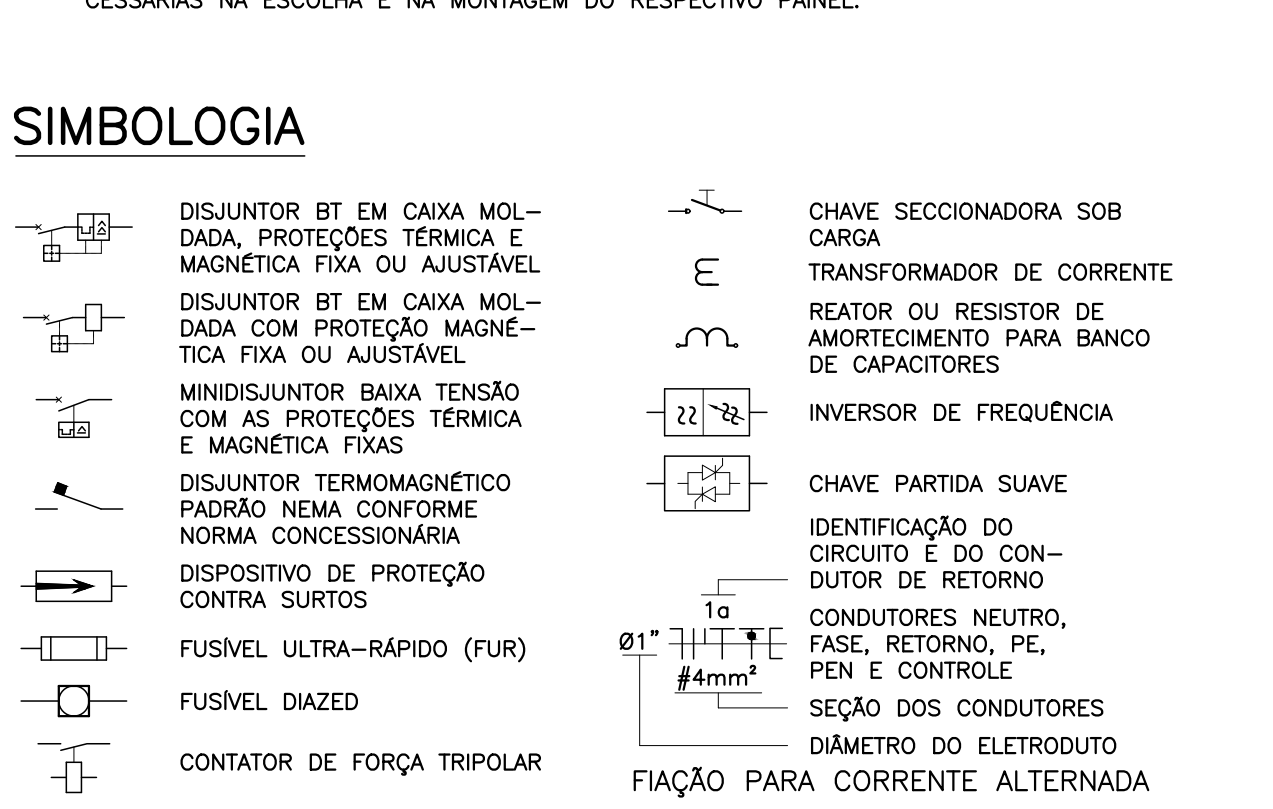 CESSÁRIAS NA ESCOLHA E NA MONTAGEM DO RESPECTIVO PAINEL.
SIMBOLOGIA
DISJUNTOR BT EM CAIXA MOL-
DADA, PROTEÇÕES TÉRMICA E
MAGNÉTICA FIXA OU AJUSTÁVEL
DISJUNTOR BT EM CAIXA MOL-
DADA COM PROTEÇÃO MAGNÉ-
TICA FIXA OU AJUSTÁVEL
MINIDISJUNTOR BAIXA TENSÃO
COM AS PROTEÇÕES TÉRMICA
E MAGNÉTICA FIXAS
DISJUNTOR TERMOMAGNÉTICO
PADRÃO NEMA CONFORME
NORMA CONCESSIONÁRIA
DISPOSITIVO DE PROTEÇÃO
CONTRA SURTOS
FUSÍVEL ULTRA-RÁPIDO (FUR)
FUSÍVEL DIAZED
CONTATOR DE FORÇA TRIPOLAR
CHAVE SECCIONADORA SOB
CARGA
TRANSFORMADOR DE CORRENTE
REATOR OU RESISTOR DE
AMORTECIMENTO PARA BANCO
DE CAPACITORES
INVERSOR DE FREQUÊNCIA
CHAVE PARTIDA SUAVE
IDENTIFICAÇÃO DO
CIRCUITO E DO CON-
DUTOR DE RETORNO
1a
CONDUTORES NEUTRO,
Ø1" FASE, RETORNO, PE,
PEN E CONTROLE
#4mm²
SEÇÃO DOS CONDUTORES
DIÂMETRO DO ELETRODUTO
FIAÇÃO PARA CORRENTE ALTERNADA